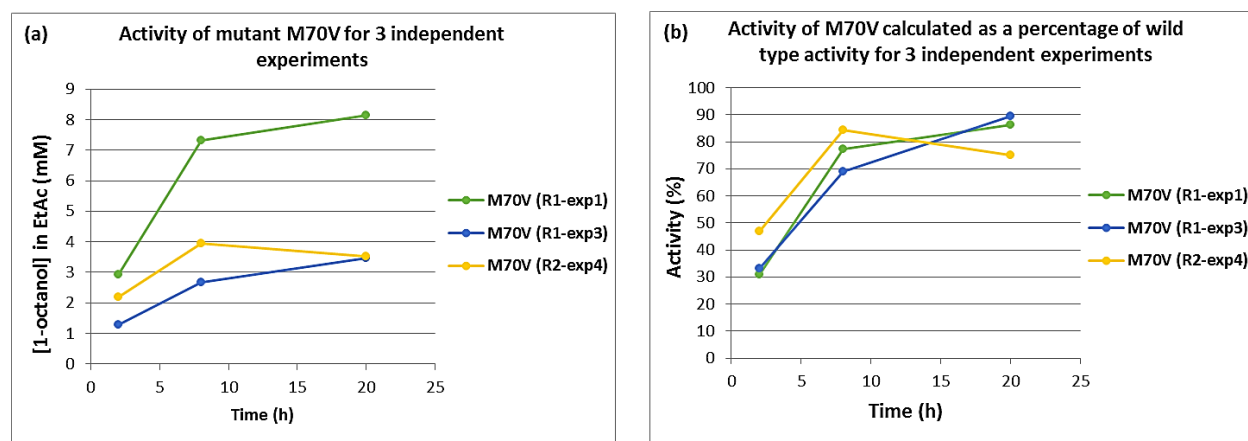 (a)
Activity of mutant M70V for 3 independent
experiments
[1-octanol] in EtAc (mM)
9
8
7
6
5
4
3
2
1
0
0 5 10 15 20 25
Time (h)
M70V (R1-exp1)
M70V (R1-exp3)
M70V (R2-exp4)
(b)
Activity of M70V calculated as a percentage of wild
type activity for 3 independent experiments
Activity (%)
100
90
80
70
60
50
40
30
20
10
0
0 5 10 15 20 25
Time (h)
M70V (R1-exp1)
M70V (R1-exp3)
M70V (R2-exp4)